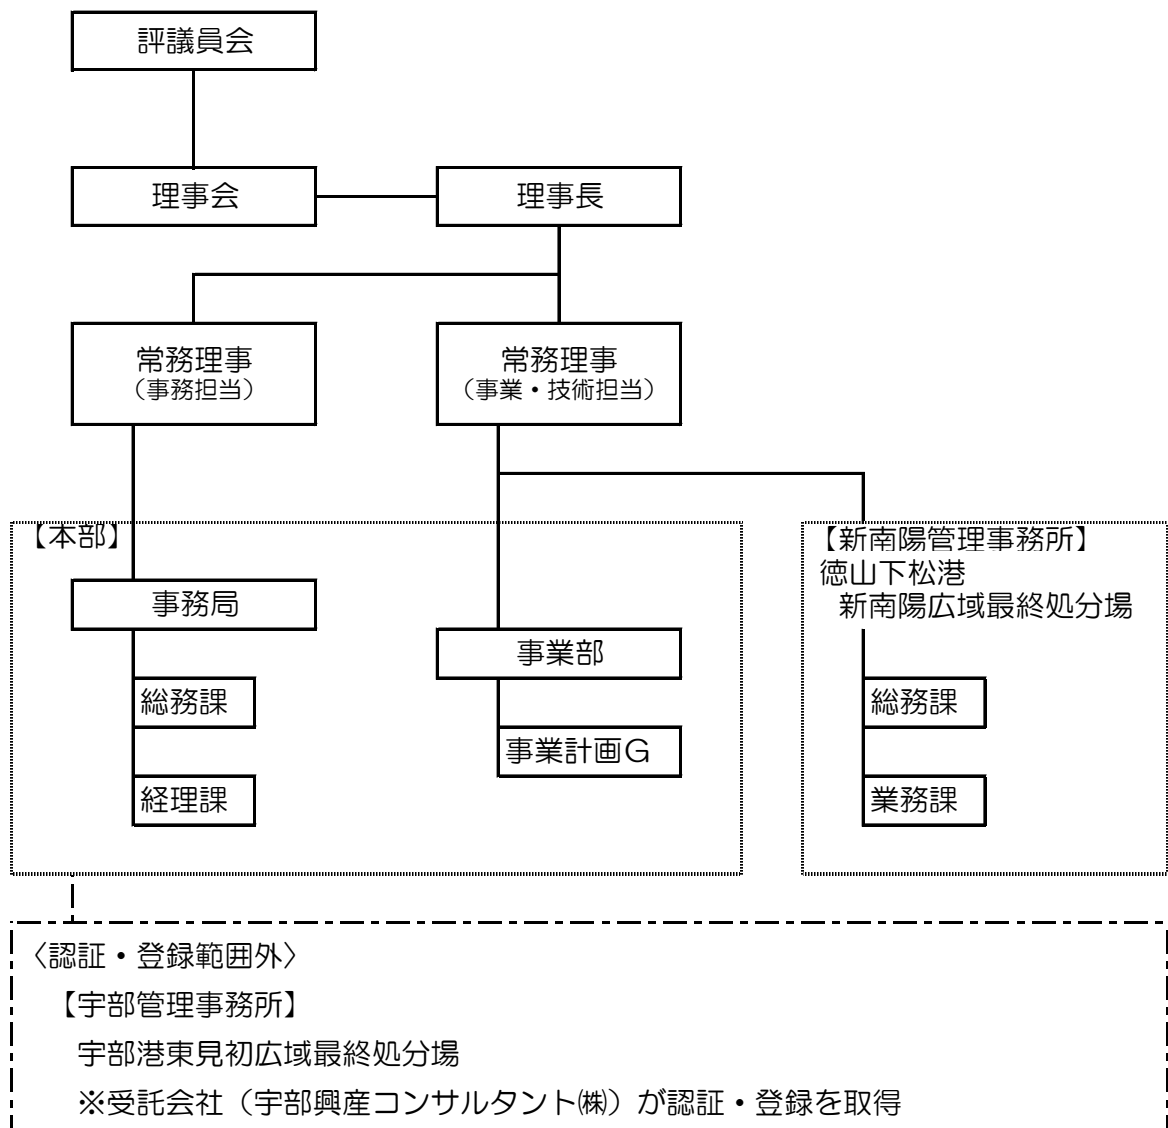 評議員会
理事会
理事長
常務理事
（事務担当）
常務理事
（事業・技術担当）
【本部】
事務局
総務課
経理課
事業部
事業計画G
【新南陽管理事務所】
徳山下松港
新南陽広域最終処分場
総務課
業務課
〈認証・登録範囲外〉
【宇部管理事務所】
宇部港東見初広域最終処分場
※受託会社（宇部興産コンサルタント㈱）が認証・登録を取得